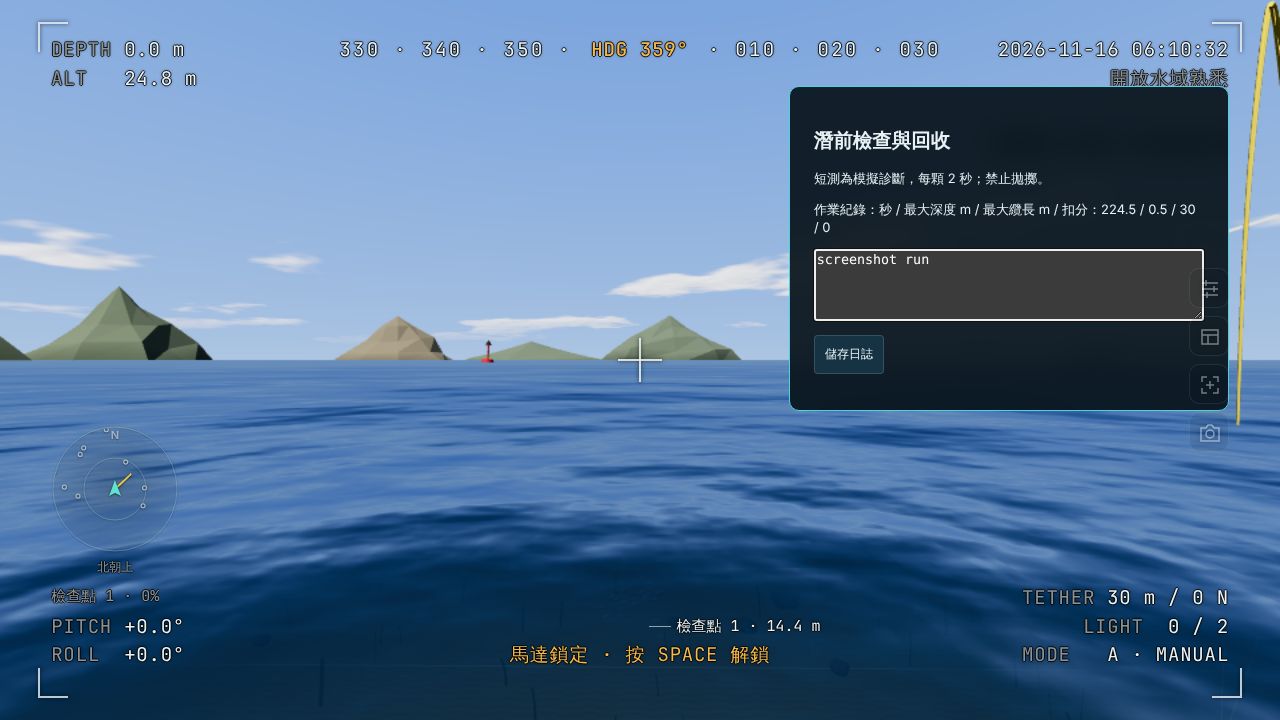 DEPTH 0.0 m
ALT 24.8 m
330 · 340 · 350 · HDG 359° · 010 · 020 · 030
2026-11-16 06:10:32
開放水域熟悉
潛前檢查與回收
短測為模擬診斷，每顆 2 秒；禁止拋擲。
作業紀錄：秒 / 最大深度 m / 最大纜長 m / 扣分：224.5 / 0.5 / 30
/ 0
screenshot run
儲存日誌
N
北朝上
檢查點 1 · 0%
PITCH +0.0°
ROLL +0.0°
檢查點 1 · 14.4 m
馬達鎖定 · 按 SPACE 解鎖
TETHER 30 m / 0 N
LIGHT 0 / 2
MODE A · MANUAL